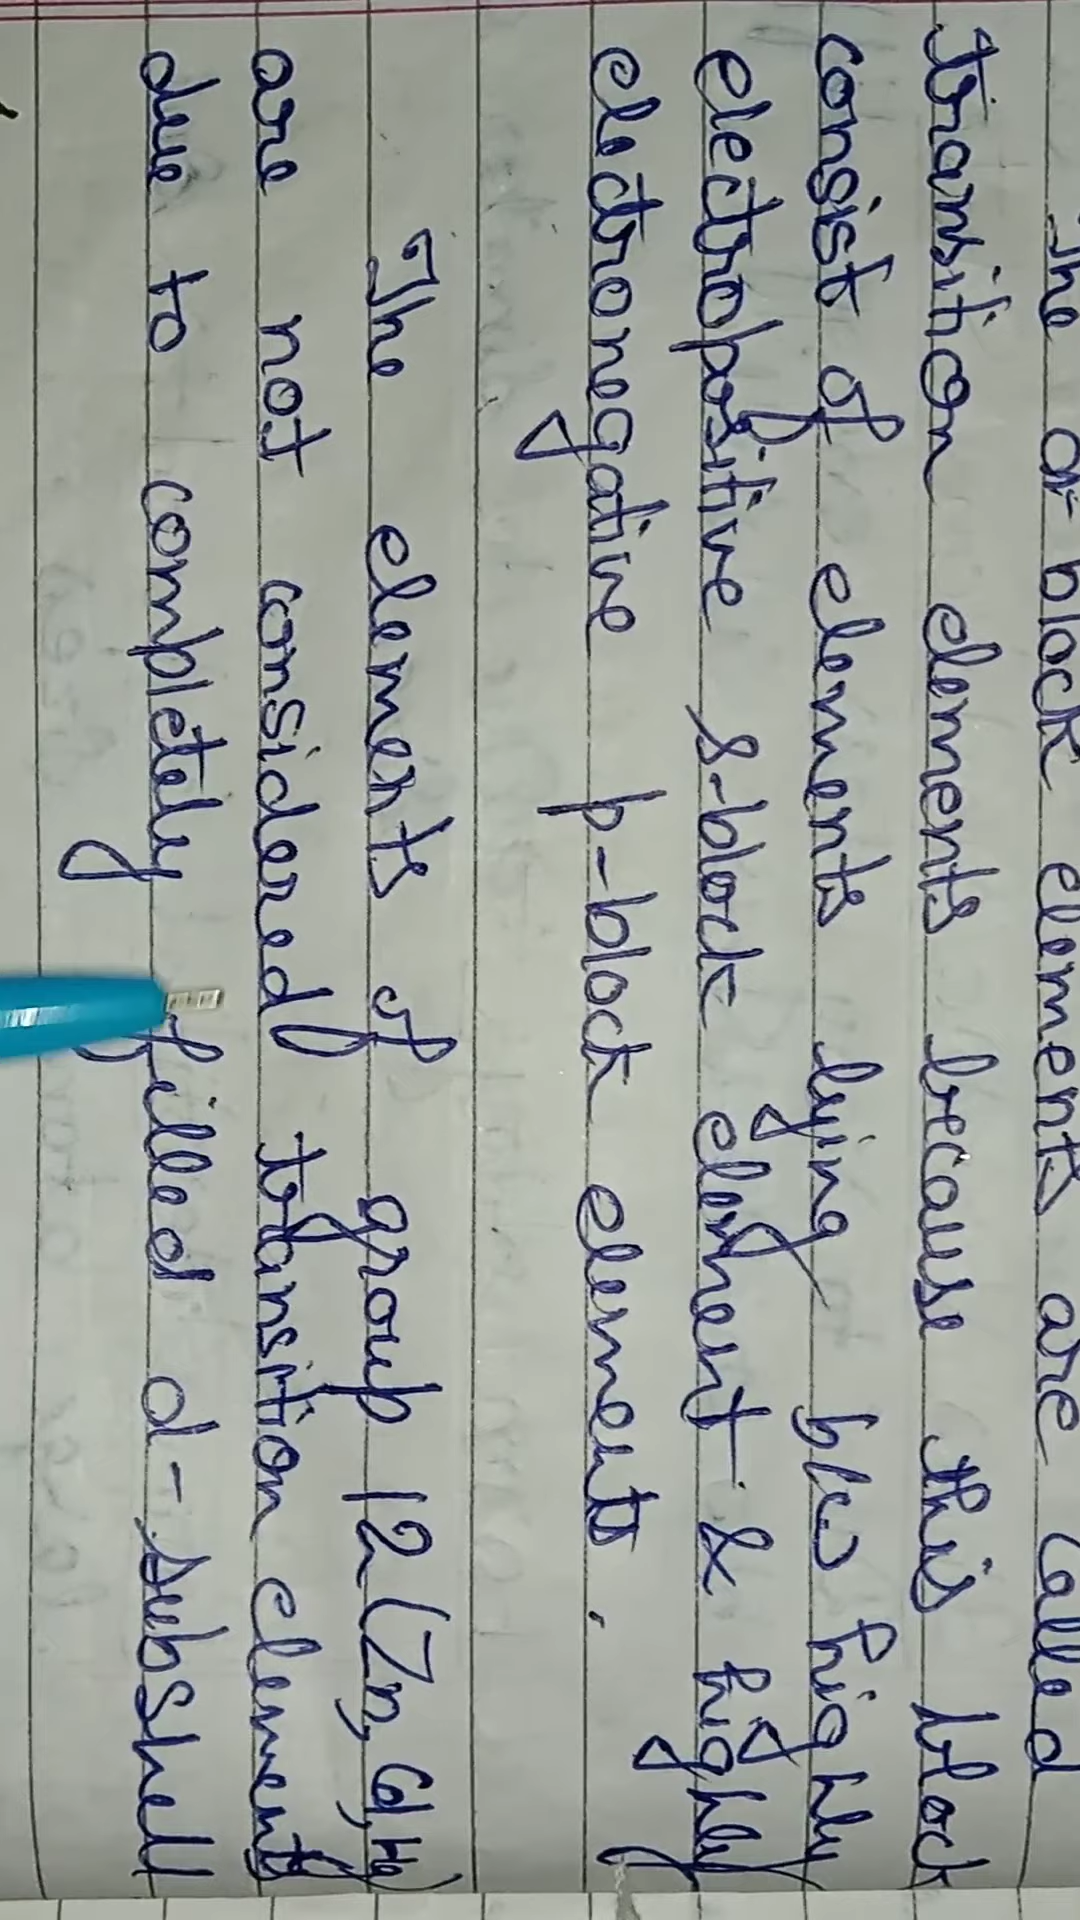 The d-block elements are called
transition elements because this block
consist of elements lying b/w highly
electropositive s-block element & highly
electronegative p-block elements.
The elements of group 12 (Zn, Cd, Hg)
are not considered transition elements
due to completely filled d-subshell